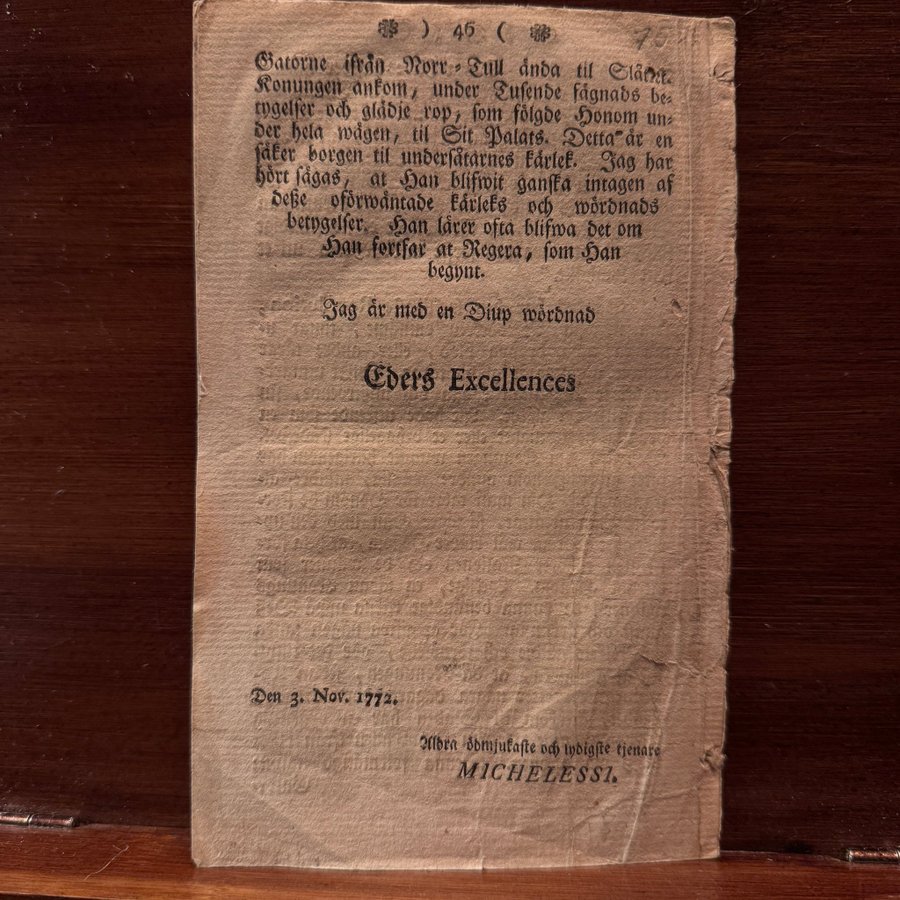 ) 46 (
75
Gatorne ifrån Norr-Tull ända til Slåttet.
Konungen ankom, under Tusende fägnads be-
tygelser och glädje rop, som fölgde Honom un-
der hela wägen, til Sit Palats. Detta är en
säker borgen til undersåtarnes kärlek. Jag har
hört sägas, at Han blifwit ganska intagen af
deße oförwäntade kärleks och wördnads
betygelser. Han lärer ofta blifwa det om
Han fortfar at Regera, som Han
begynt.
Jag är med en Diup wördnad
Eders Excellences
Den 3. Nov. 1772.
Aldra ödmjukaste och lydigste tjenare
MICHELESSI.